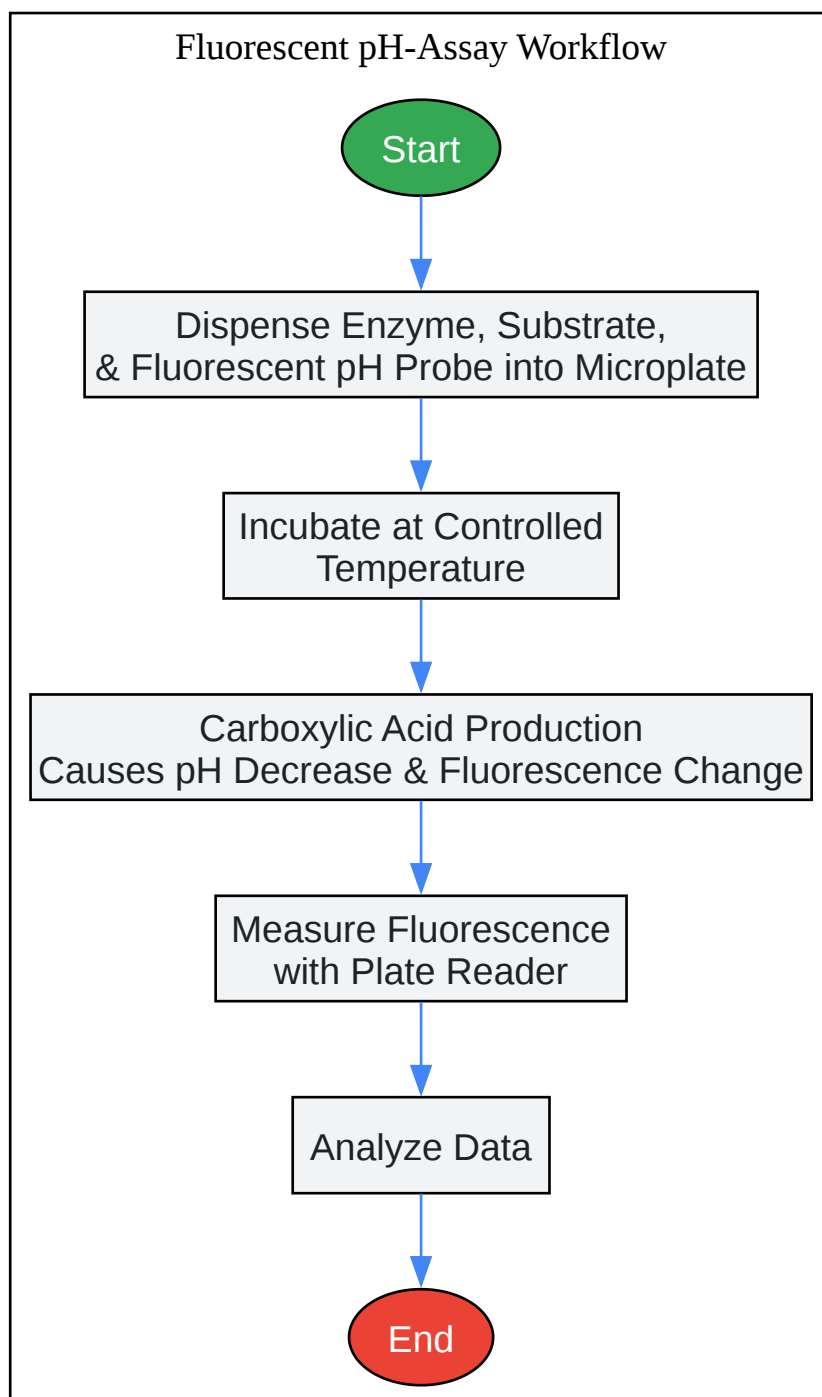 Fluorescent pH-Assay Workflow
Start
Dispense Enzyme, Substrate,
& Fluorescent pH Probe into Microplate
Incubate at Controlled
Temperature
Carboxylic Acid Production
Causes pH Decrease & Fluorescence Change
Measure Fluorescence
with Plate Reader
Analyze Data
End